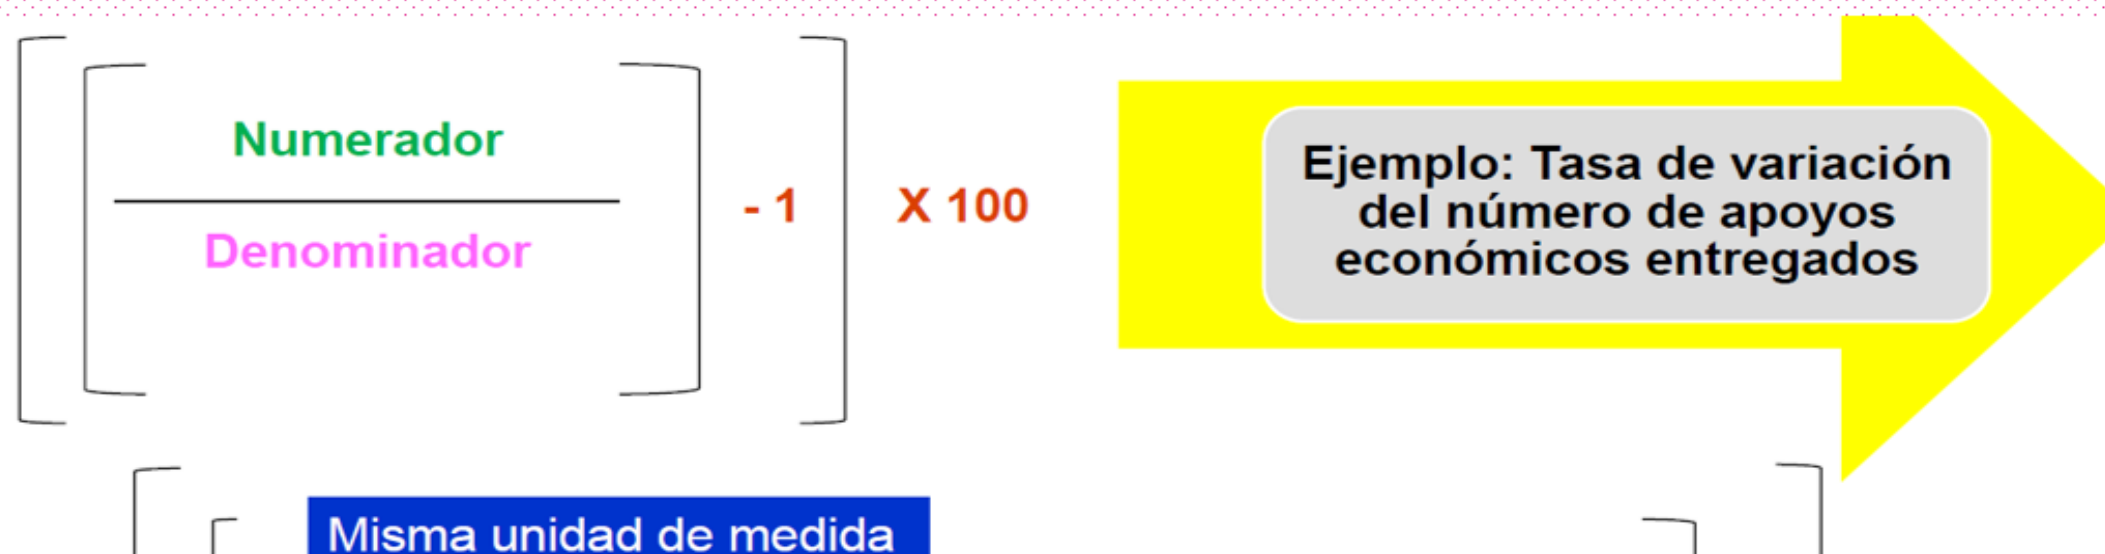 Numerador
Denominador
- 1
X 100
Ejemplo: Tasa de variación
del número de apoyos
económicos entregados
Misma unidad de medida